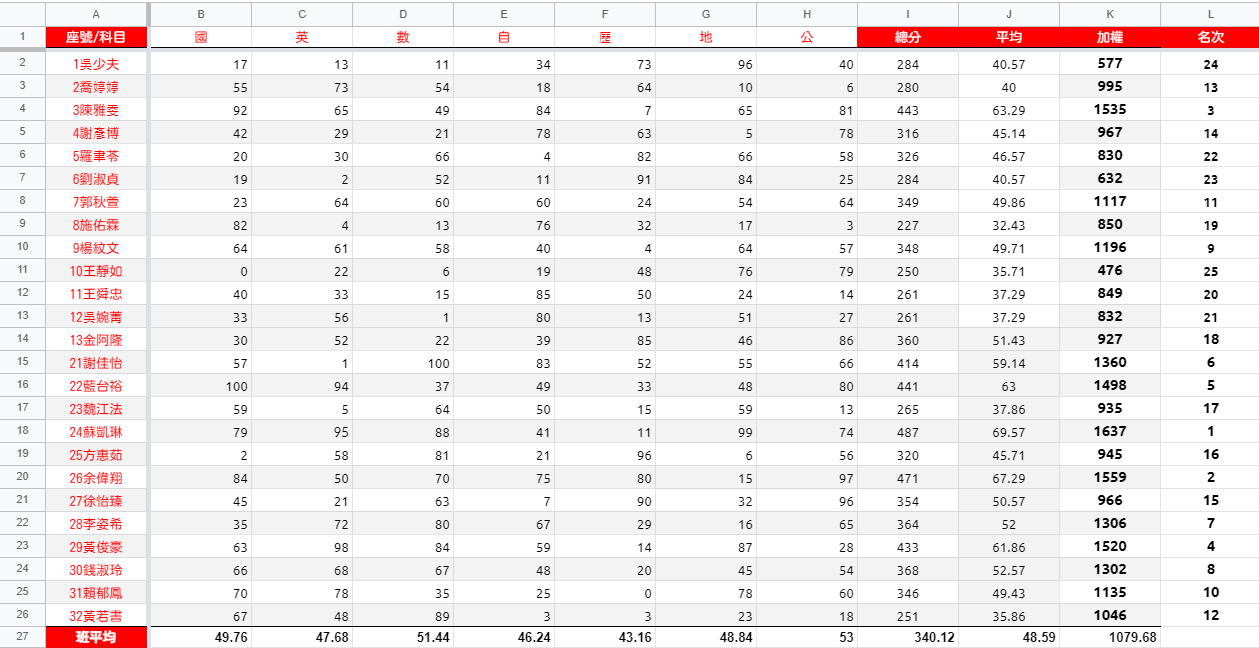 A B C D E F G H I J K L
1 座號/科目 國 英 數 自 歷 地 公 總分 平均 加權 名次
2 1吳少夫 17 13 11 34 73 96 40 284 40.57 577 24
3 2喬婷婷 55 73 54 18 64 10 6 280 40 995 13
4 3陳雅雯 92 65 49 84 7 65 81 443 63.29 1535 3
5 4謝彥博 42 29 21 78 63 5 78 316 45.14 967 14
6 5羅聿苓 20 30 66 4 82 66 58 326 46.57 830 22
7 6劉淑貞 19 2 52 11 91 84 25 284 40.57 632 23
8 7郭秋萱 23 64 60 60 24 54 64 349 49.86 1117 11
9 8施佑霖 82 4 13 76 32 17 3 227 32.43 850 19
10 9楊紋文 64 61 58 40 4 64 57 348 49.71 1196 9
11 10王靜如 0 22 6 19 48 76 79 250 35.71 476 25
12 11王舜忠 40 33 15 85 50 24 14 261 37.29 849 20
13 12吳婉菁 33 56 1 80 13 51 27 261 37.29 832 21
14 13金阿隆 30 52 22 39 85 46 86 360 51.43 927 18
15 21謝佳怡 57 1 100 83 52 55 66 414 59.14 1360 6
16 22藍台裕 100 94 37 49 33 48 80 441 63 1498 5
17 23魏江法 59 5 64 50 15 59 13 265 37.86 935 17
18 24蘇凱琳 79 95 88 41 11 99 74 487 69.57 1637 1
19 25方惠茹 2 58 81 21 96 6 56 320 45.71 945 16
20 26余偉翔 84 50 70 75 80 15 97 471 67.29 1559 2
21 27徐怡臻 45 21 63 7 90 32 96 354 50.57 966 15
22 28李姿希 35 72 80 67 29 16 65 364 52 1306 7
23 29黃俊豪 63 98 84 59 14 87 28 433 61.86 1520 4
24 30錢淑玲 66 68 67 48 20 45 54 368 52.57 1302 8
25 31賴郁鳳 70 78 35 25 0 78 60 346 49.43 1135 10
26 32黃若書 67 48 89 3 3 23 18 251 35.86 1046 12
27 班平均 49.76 47.68 51.44 46.24 43.16 48.84 53 340.12 48.59 1079.68